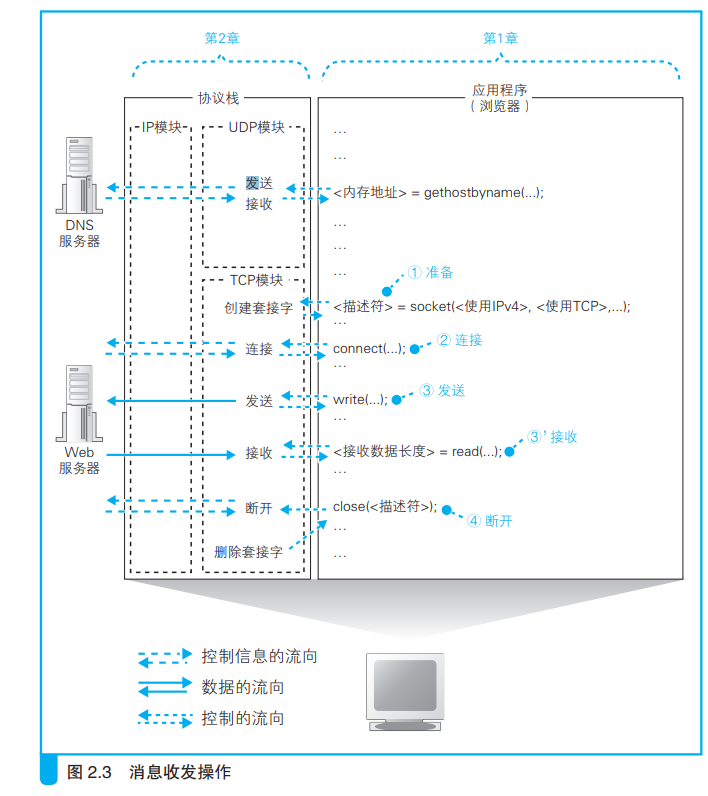 第2章
第1章
协议栈
应用程序
（浏览器）
IP模块
UDP模块
…
…
发送
接收
<内存地址> = gethostbyname(...);
DNS
服务器
…
…
…
① 准备
TCP模块
创建套接字
<描述符> = socket(<使用IPv4>, <使用TCP>,...);
…
② 连接
连接
connect(...);
…
③ 发送
发送
write(...);
…
③’接收
Web
服务器
接收
<接收数据长度> = read(...);
…
断开
close(<描述符>);
④ 断开
…
删除套接字
…
控制信息的流向
数据的流向
控制的流向
图 2.3 消息收发操作